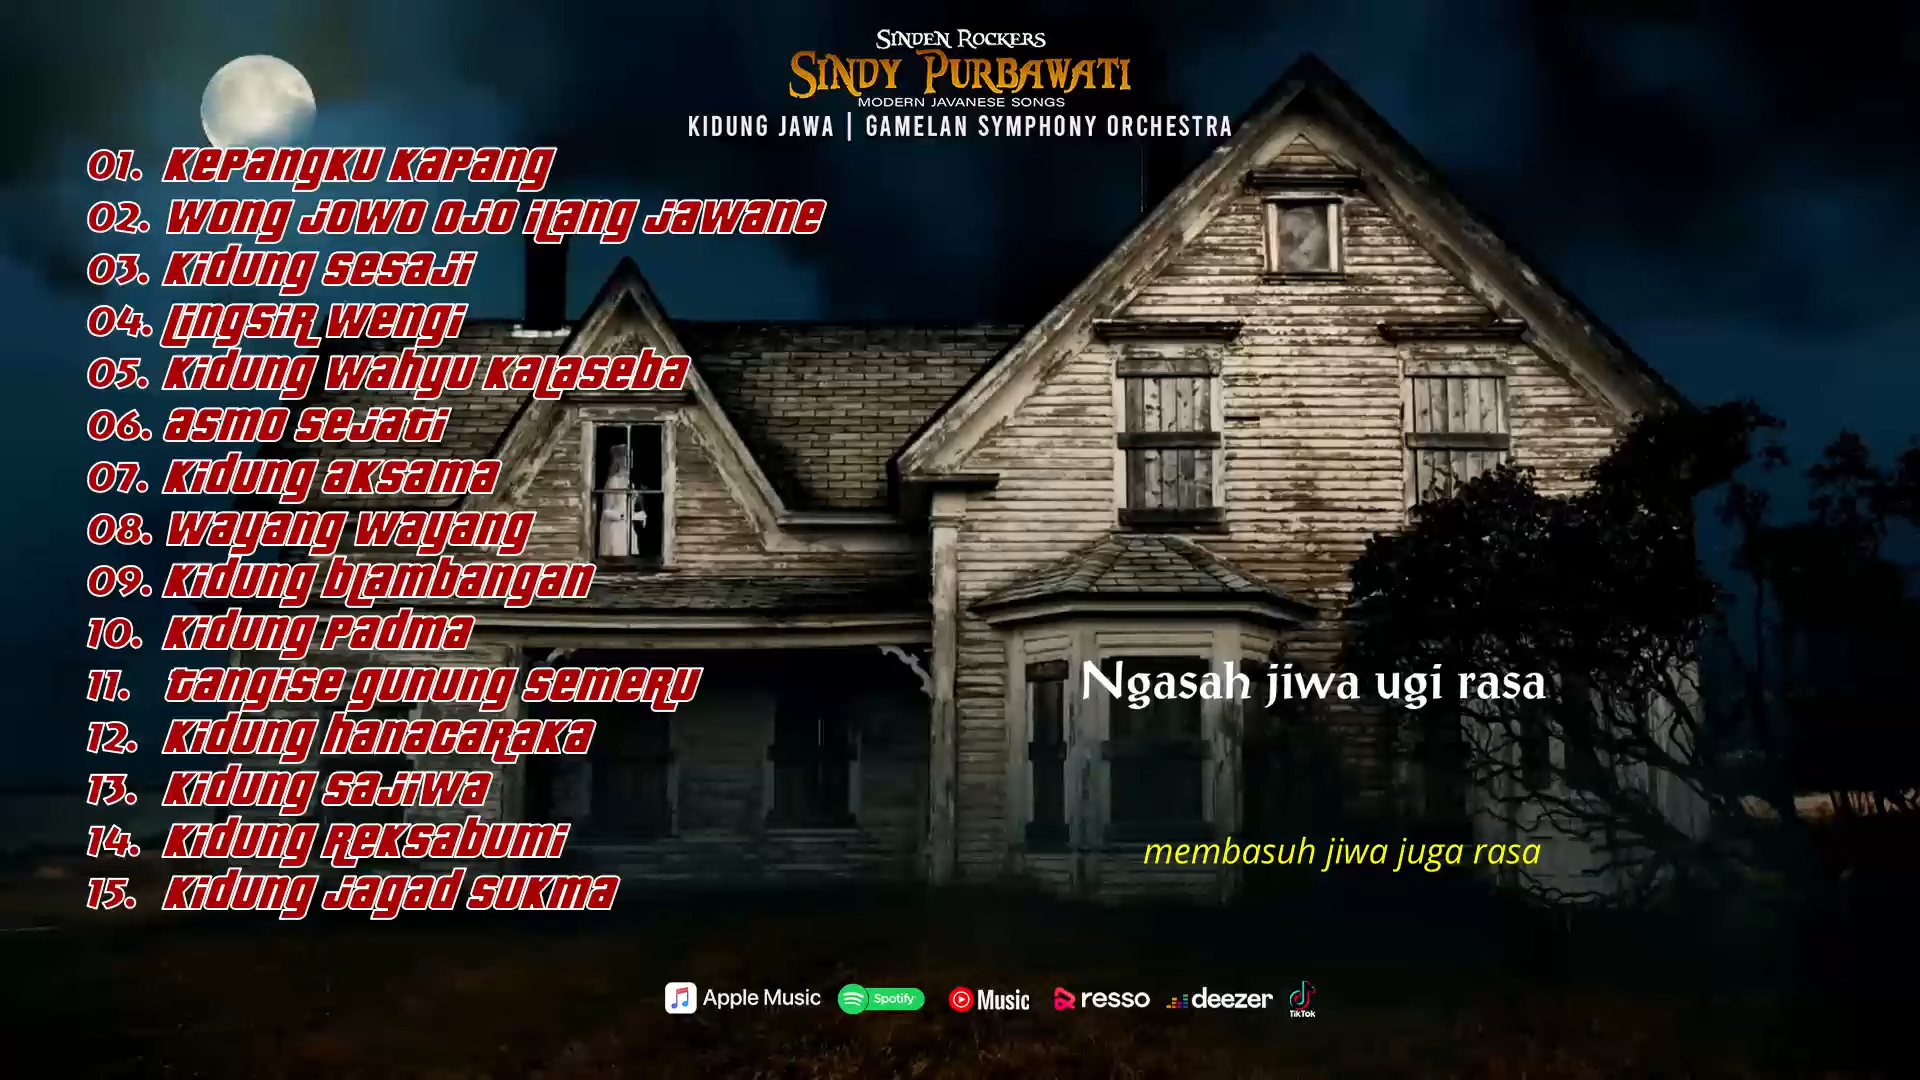 SINDEN ROCKERS
SINDY PURBAWATI
MODERN JAVANESE SONGS
KIDUNG JAWA | GAMELAN SYMPHONY ORCHESTRA
01. Kepangku Kapang
02. Wong Jowo Ojo Ilang Jawane
03. Kidung Sesaji
04. Lingsir Wengi
05. Kidung Wahyu Kalaseba
06. Asmo Sejati
07. Kidung Aksama
08. Wayang Wayang
09. Kidung Blambangan
10. Kidung Padma
11. Tangise Gunung Semeru
12. Kidung Hanacaraka
13. Kidung Sajiwa
14. Kidung Reksabumi
15. Kidung Jagad Sukma
Ngasah jiwa ugi rasa
membasuh jiwa juga rasa
Apple Music Spotify Music resso deezer TikTok